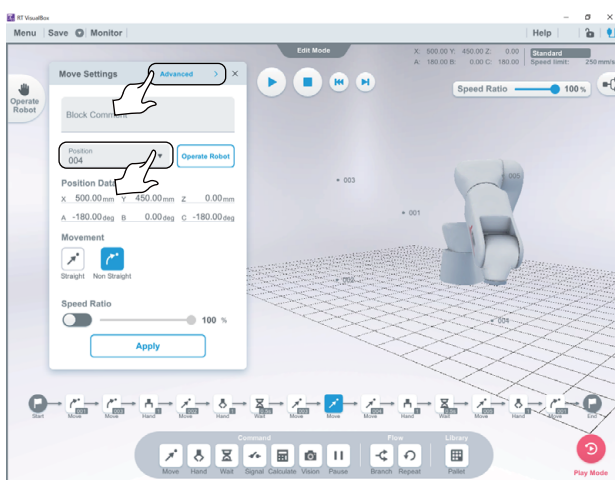 RT VisualBox
Menu Save Monitor Help
Edit Mode
X: 500.00 Y: 450.00 Z: 0.00 Standard
A: 180.00 B: 0.00 C: 180.00 Speed limit: 250 mm/s
Move Settings Advanced > ×
Speed Ratio 100 %
Operate
Robot
Block Comment
Position
004
Operate Robot
Position Data
X 500.00 mm Y 450.00 mm Z 0.00 mm
A -180.00 deg B 0.00 deg C -180.00 deg
Movement
Straight Non Straight
Speed Ratio
100 %
Apply
005
003
001
002
004
Start Move Move Hand Move Hand Wait Move Move Move Hand Wait Move Hand Move End
Command Flow Library
Move Hand Wait Signal Calculate Vision Pause Branch Repeat Pallet
Play Mode